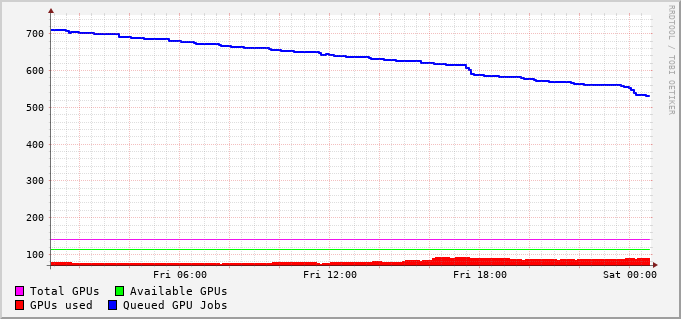 700
600
500
400
300
200
100
Fri 06:00 Fri 12:00 Fri 18:00 Sat 00:00
Total GPUs Available GPUs
GPUs used Queued GPU Jobs
RRDTOOL / TOBI OETIKER